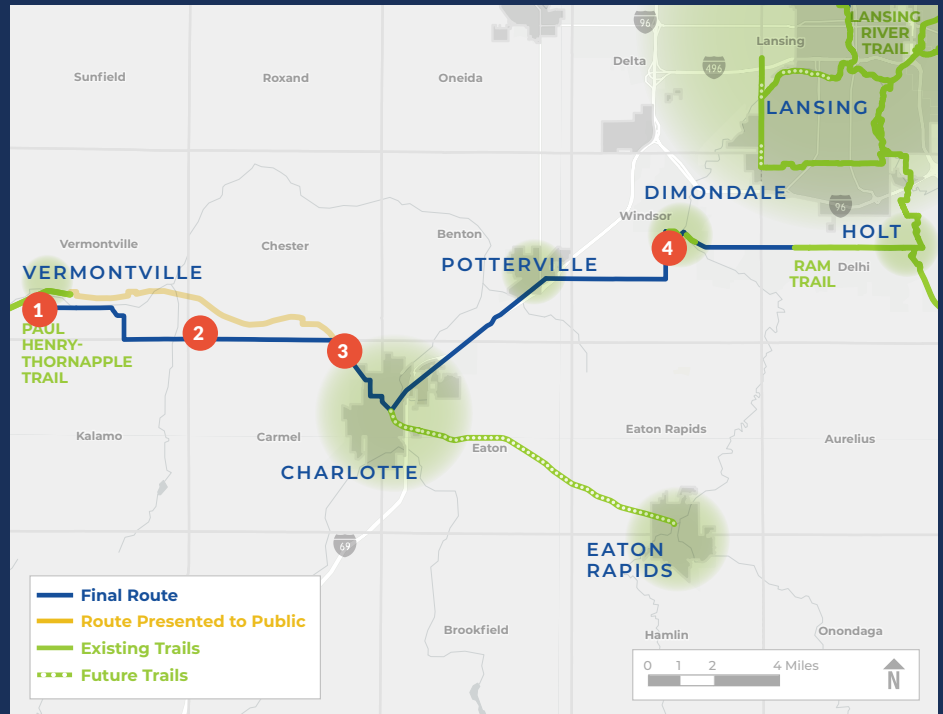 LANSING
RIVER
TRAIL
96
Lansing
Delta
496
Sunfield
Roxand
Oneida
LANSING
DIMONDALE
96
Windsor
HOLT
Vermontville
Chester
Benton
4
VERMONTVILLE
POTTERVILLE
RAM
TRAIL
Delhi
1
PAUL
HENRY-
THORNAPPLE
TRAIL
2
3
Kalamo
Carmel
Eaton Rapids
Aurelius
Eaton
CHARLOTTE
69
EATON
RAPIDS
Final Route
Route Presented to Public
Existing Trails
Future Trails
Brookfield
Hamlin
Onondaga
0 1 2 4 Miles
N